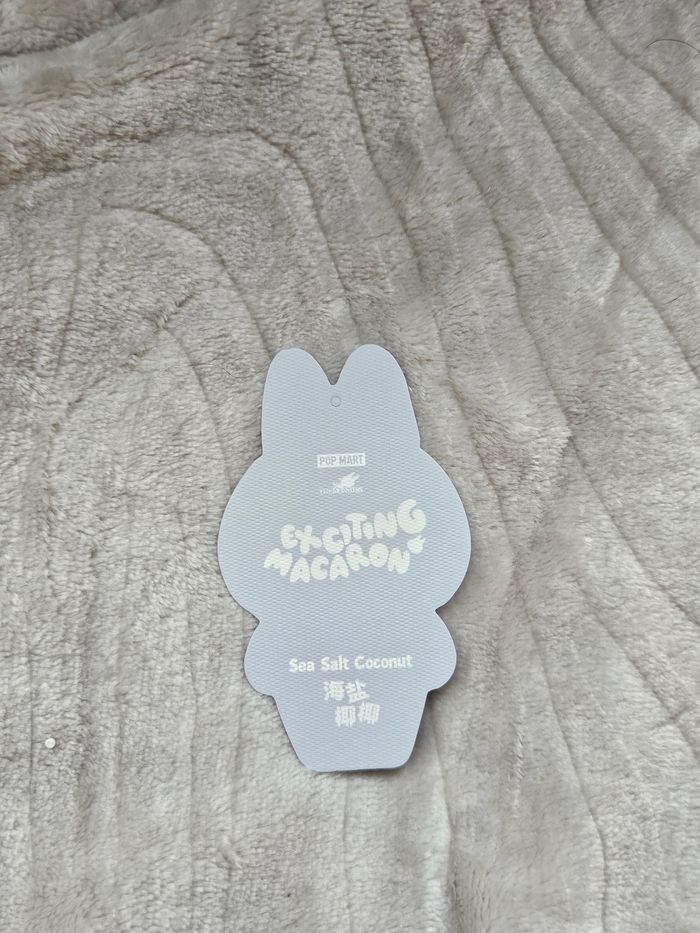 POP MART
EXCITING
MACARON
Sea Salt Coconut
海盐
椰椰